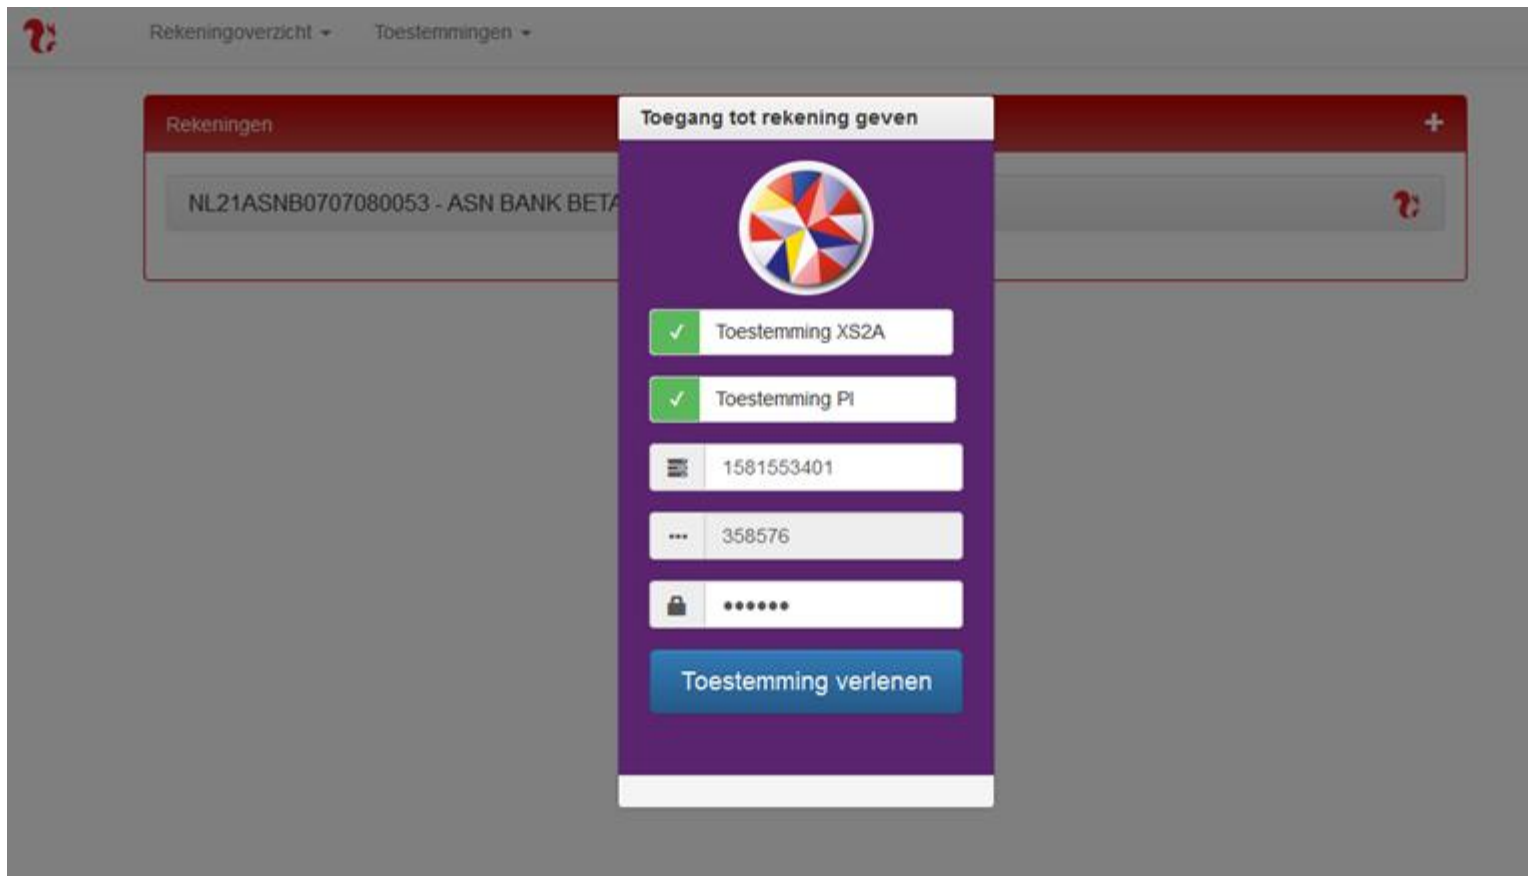 Rekeningoverzicht Toestemmingen
Rekeningen
Toegang tot rekening geven
NL21ASNB0707080053 - ASN BANK BETA
Toestemming XS2A
Toestemming PI
1581553401
358576
••••••
Toestemming verlenen